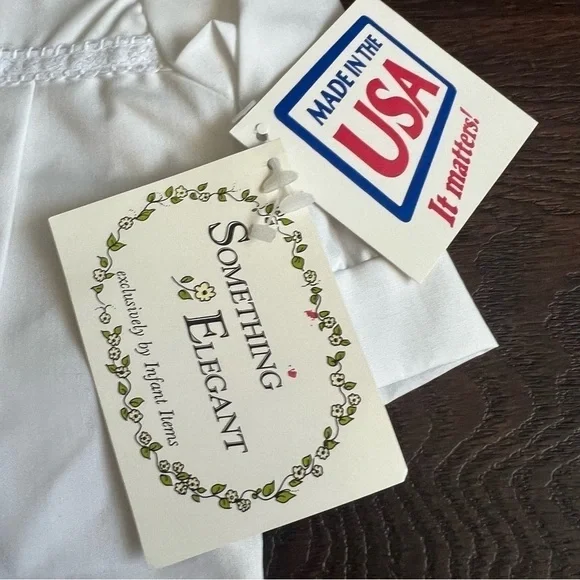 MADE IN THE
USA
It matters!
SOMETHING
ELEGANT
exclusively by Infant Items